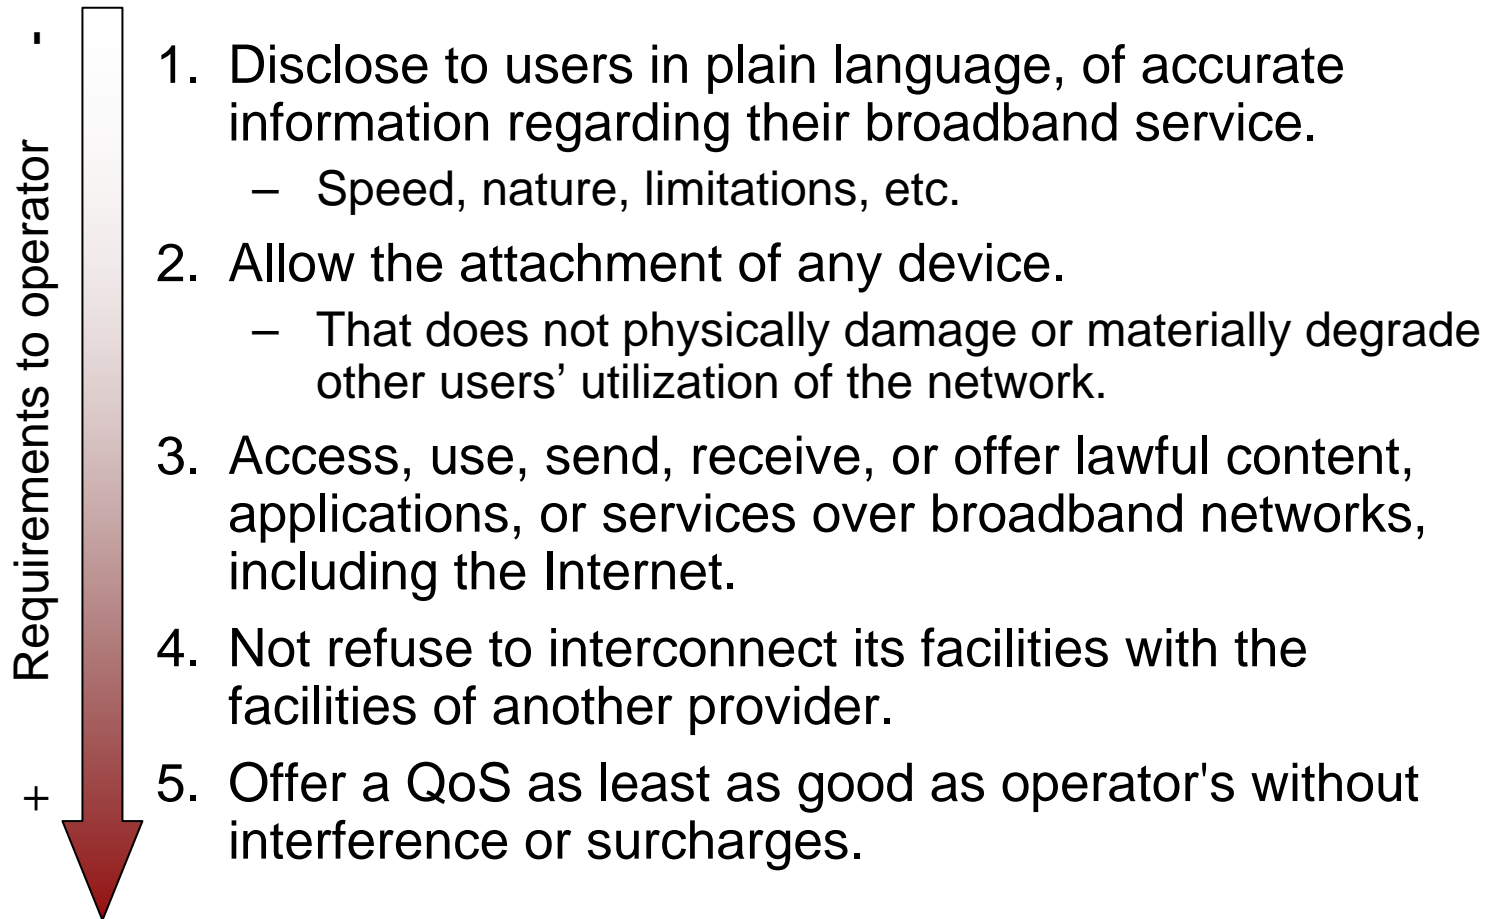 - Requirements to operator +
1. Disclose to users in plain language, of accurate
information regarding their broadband service.
– Speed, nature, limitations, etc.
2. Allow the attachment of any device.
– That does not physically damage or materially degrade
other users’ utilization of the network.
3. Access, use, send, receive, or offer lawful content,
applications, or services over broadband networks,
including the Internet.
4. Not refuse to interconnect its facilities with the
facilities of another provider.
5. Offer a QoS as least as good as operator's without
interference or surcharges.